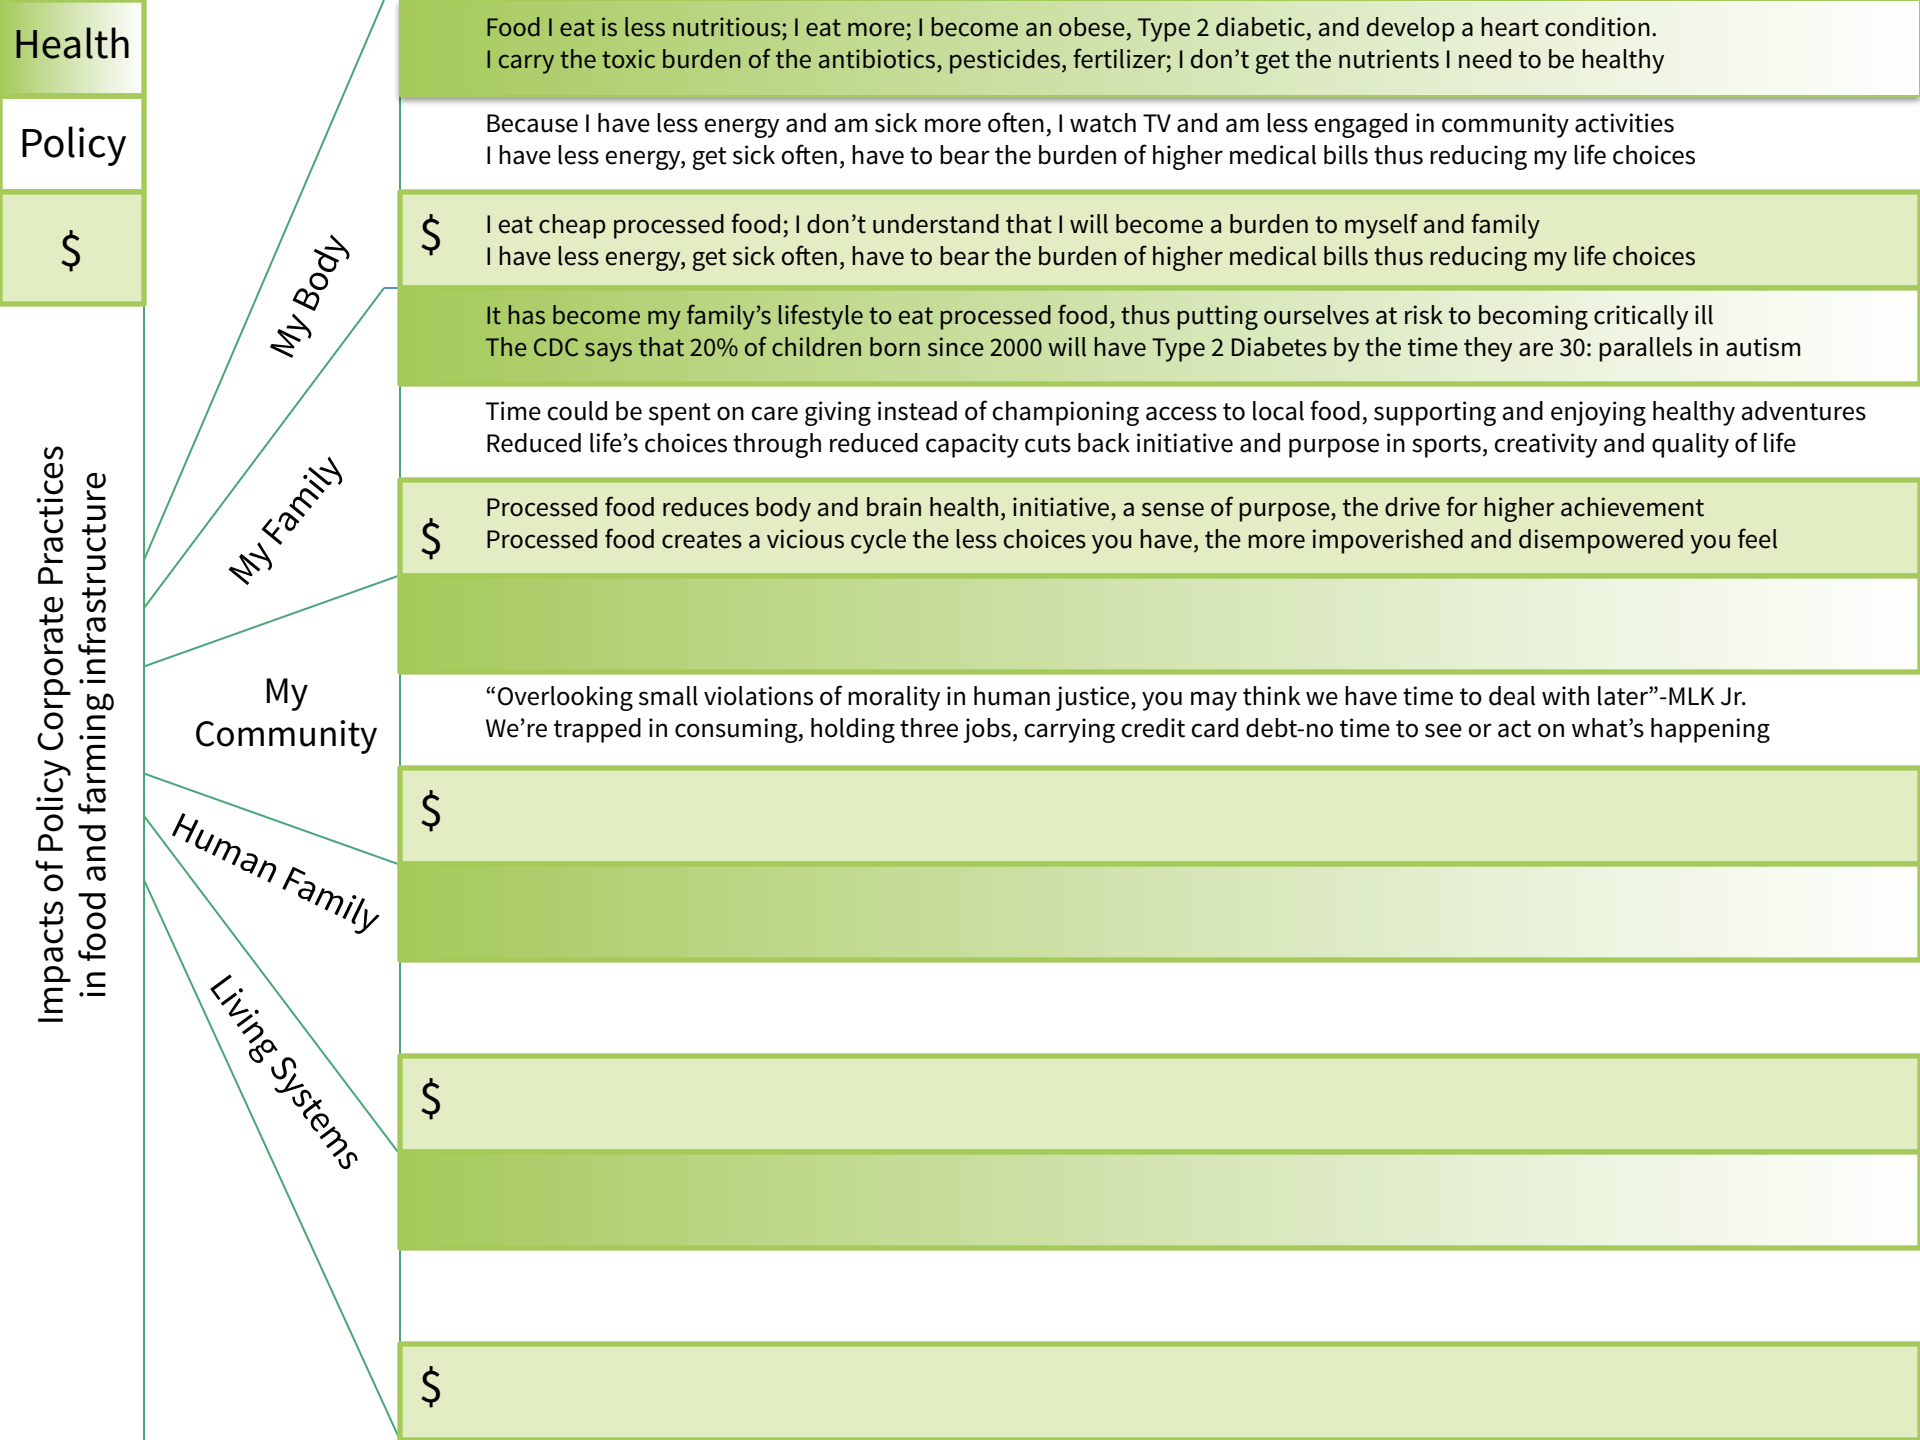 Health
Policy
$
Impacts of Policy Corporate Practices
in food and farming infrastructure
My Body
Food I eat is less nutritious; I eat more; I become an obese, Type 2 diabetic, and develop a heart condition.
I carry the toxic burden of the antibiotics, pesticides, fertilizer; I don’t get the nutrients I need to be healthy
Because I have less energy and am sick more often, I watch TV and am less engaged in community activities
I have less energy, get sick often, have to bear the burden of higher medical bills thus reducing my life choices
$
I eat cheap processed food; I don’t understand that I will become a burden to myself and family
I have less energy, get sick often, have to bear the burden of higher medical bills thus reducing my life choices
My Family
It has become my family’s lifestyle to eat processed food, thus putting ourselves at risk to becoming critically ill
The CDC says that 20% of children born since 2000 will have Type 2 Diabetes by the time they are 30: parallels in autism
Time could be spent on care giving instead of championing access to local food, supporting and enjoying healthy adventures
Reduced life’s choices through reduced capacity cuts back initiative and purpose in sports, creativity and quality of life
$
Processed food reduces body and brain health, initiative, a sense of purpose, the drive for higher achievement
Processed food creates a vicious cycle the less choices you have, the more impoverished and disempowered you feel
My
Community
“Overlooking small violations of morality in human justice, you may think we have time to deal with later”-MLK Jr.
We’re trapped in consuming, holding three jobs, carrying credit card debt-no time to see or act on what’s happening
$
Human Family
$
Living Systems
$